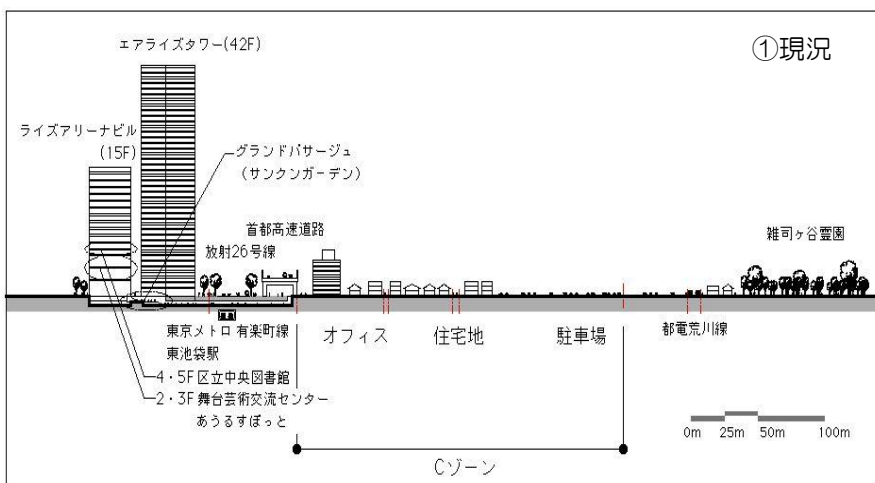 ①現況
エアライズタワー(42F)
ライズアリーナビル
(15F)
グランドパサージュ
(サンクンガーデン)
首都高速道路
放射26号線
雑司ヶ谷霊園
東京メトロ 有楽町線
東池袋駅
オフィス
住宅地
駐車場
都電荒川線
4・5F 区立中央図書館
2・3F 舞台芸術交流センター
あうるすぽっと
0m 25m 50m 100m
Cゾーン